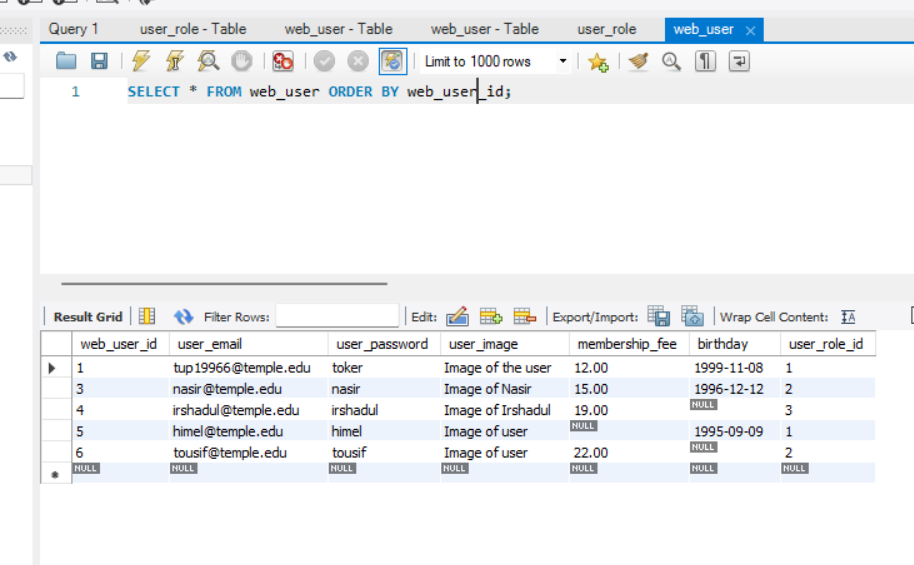 Query 1 user_role - Table web_user - Table web_user - Table user_role web_user
Limit to 1000 rows
1 SELECT * FROM web_user ORDER BY web_user_id;
Result Grid Filter Rows: Edit: Export/Import: Wrap Cell Content: IA
web_user_id user_email user_password user_image membership_fee birthday user_role_id
1 tup19966@temple.edu toker Image of the user 12.00 1999-11-08 1
3 nasir@temple.edu nasir Image of Nasir 15.00 1996-12-12 2
4 irshadul@temple.edu irshadul Image of Irshadul 19.00 NULL 3
5 himel@temple.edu himel Image of user NULL 1995-09-09 1
6 tousif@temple.edu tousif Image of user 22.00 NULL 2
NULL NULL NULL NULL NULL NULL NULL